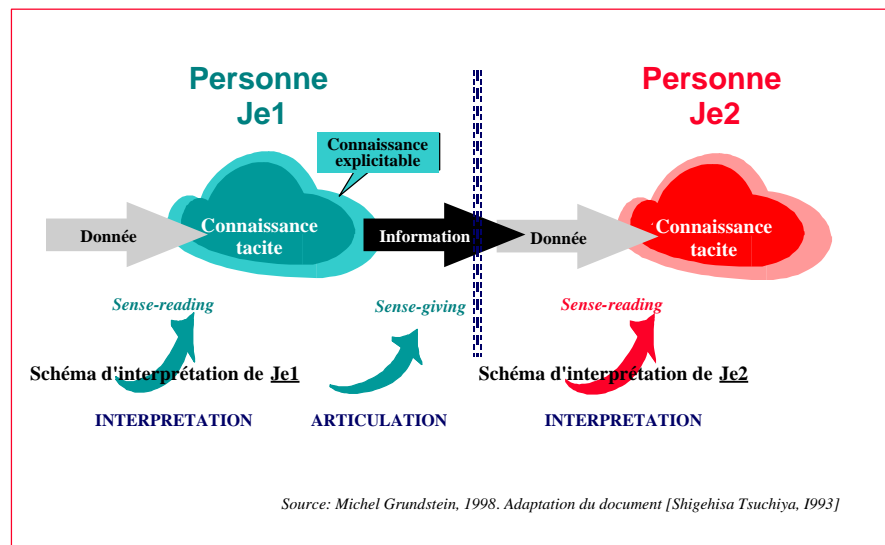 Personne
Je1
Personne
Je2
Connaissance
explicitable
Donnée
Connaissance
tacite
Information
Donnée
Connaissance
tacite
Sense-reading
Sense-giving
Sense-reading
Schéma d'interprétation de Je1
Schéma d'interprétation de Je2
INTERPRETATION
ARTICULATION
INTERPRETATION
Source: Michel Grundstein, 1998. Adaptation du document [Shigehisa Tsuchiya, I993]